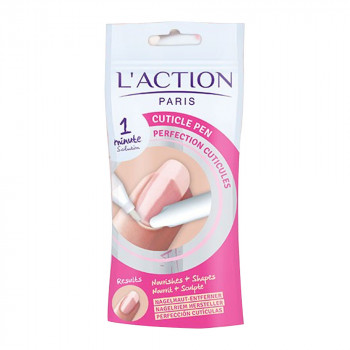 L'ACTION
PARIS
1
minute
Solution
CUTICLE PEN
PERFECTION CUTICULES
Results
Nourishes + Shapes
Nourrit + Sculpte
NAGELHAUT-ENTFERNER
NAGELRIEM HERSTELLER
PERFECCIÓN CUTÍCULAS